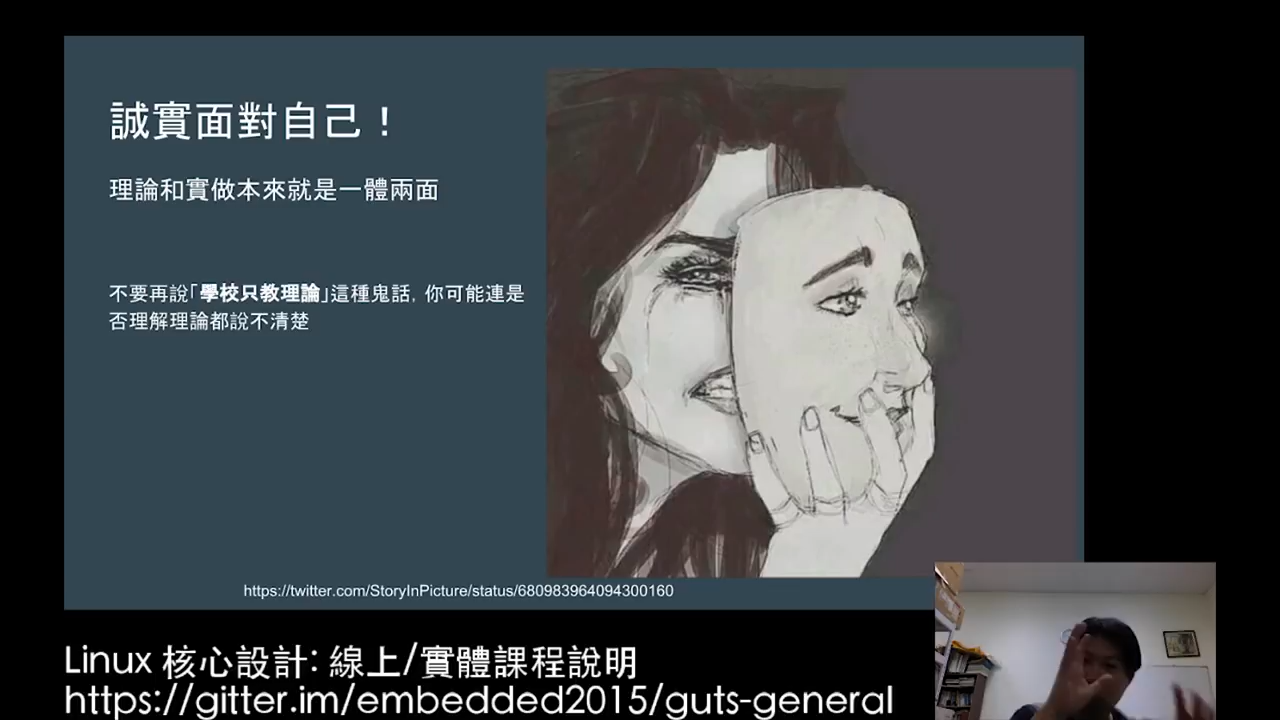 誠實面對自己！
理論和實做本來就是一體兩面
不要再說「學校只教理論」這種鬼話, 你可能連是
否理解理論都說不清楚
https://twitter.com/StoryInPicture/status/680983964094300160
Linux 核心設計: 線上/實體課程說明
https://gitter.im/embedded2015/guts-general